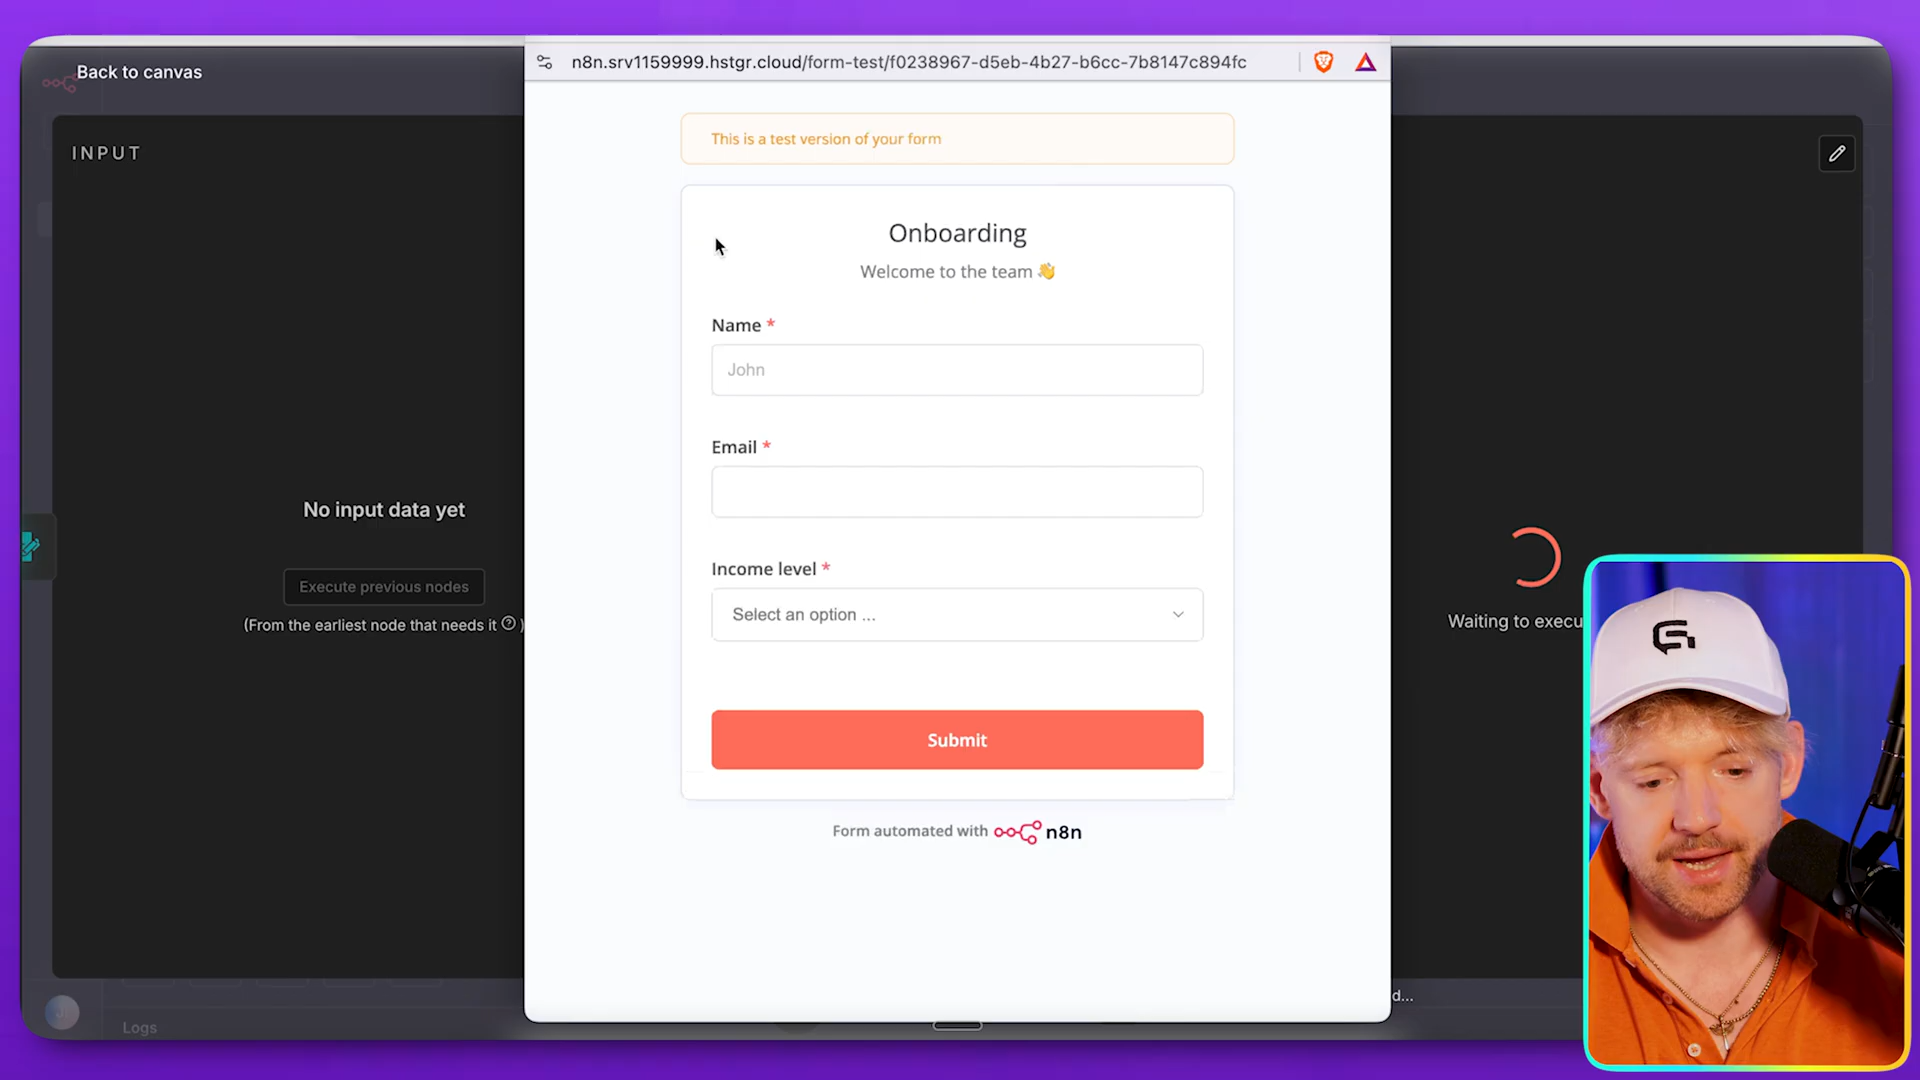 Back to canvas
n8n.srv1159999.hstgr.cloud/form-test/f0238967-d5eb-4b27-b6cc-7b8147c894fc
INPUT
This is a test version of your form
Onboarding
Welcome to the team 👋
Name *
John
Email *
No input data yet
Execute previous nodes
(From the earliest node that needs it ? )
Income level *
Select an option ...
Waiting to execu
Submit
Form automated with n8n
d...
Logs